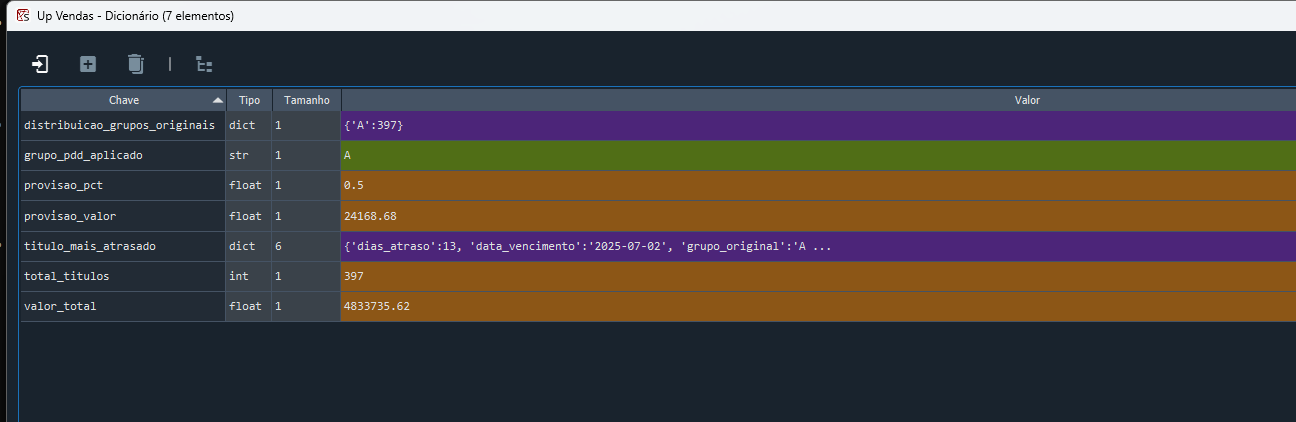 Up Vendas - Dicionário (7 elementos)
Chave Tipo Tamanho Valor
distribuicao_grupos_originais dict 1 {'A':397}
grupo_pdd_aplicado str 1 A
provisao_pct float 1 0.5
provisao_valor float 1 24168.68
titulo_mais_atrasado dict 6 {'dias_atraso':13, 'data_vencimento':'2025-07-02', 'grupo_original':'A ...
total_titulos int 1 397
valor_total float 1 4833735.62